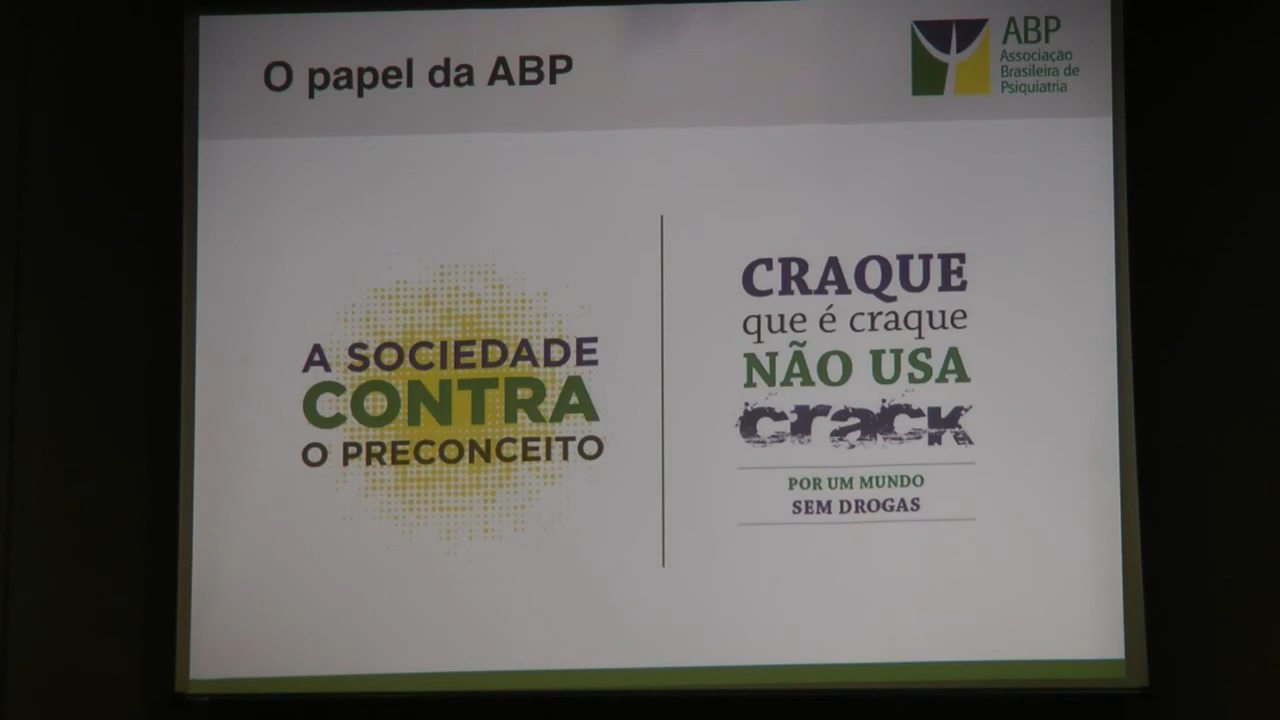 O papel da ABP
ABP
Associação
Brasileira de
Psiquiatria
A SOCIEDADE
CONTRA
O PRECONCEITO
CRAQUE
que é craque
NÃO USA
crack
POR UM MUNDO
SEM DROGAS